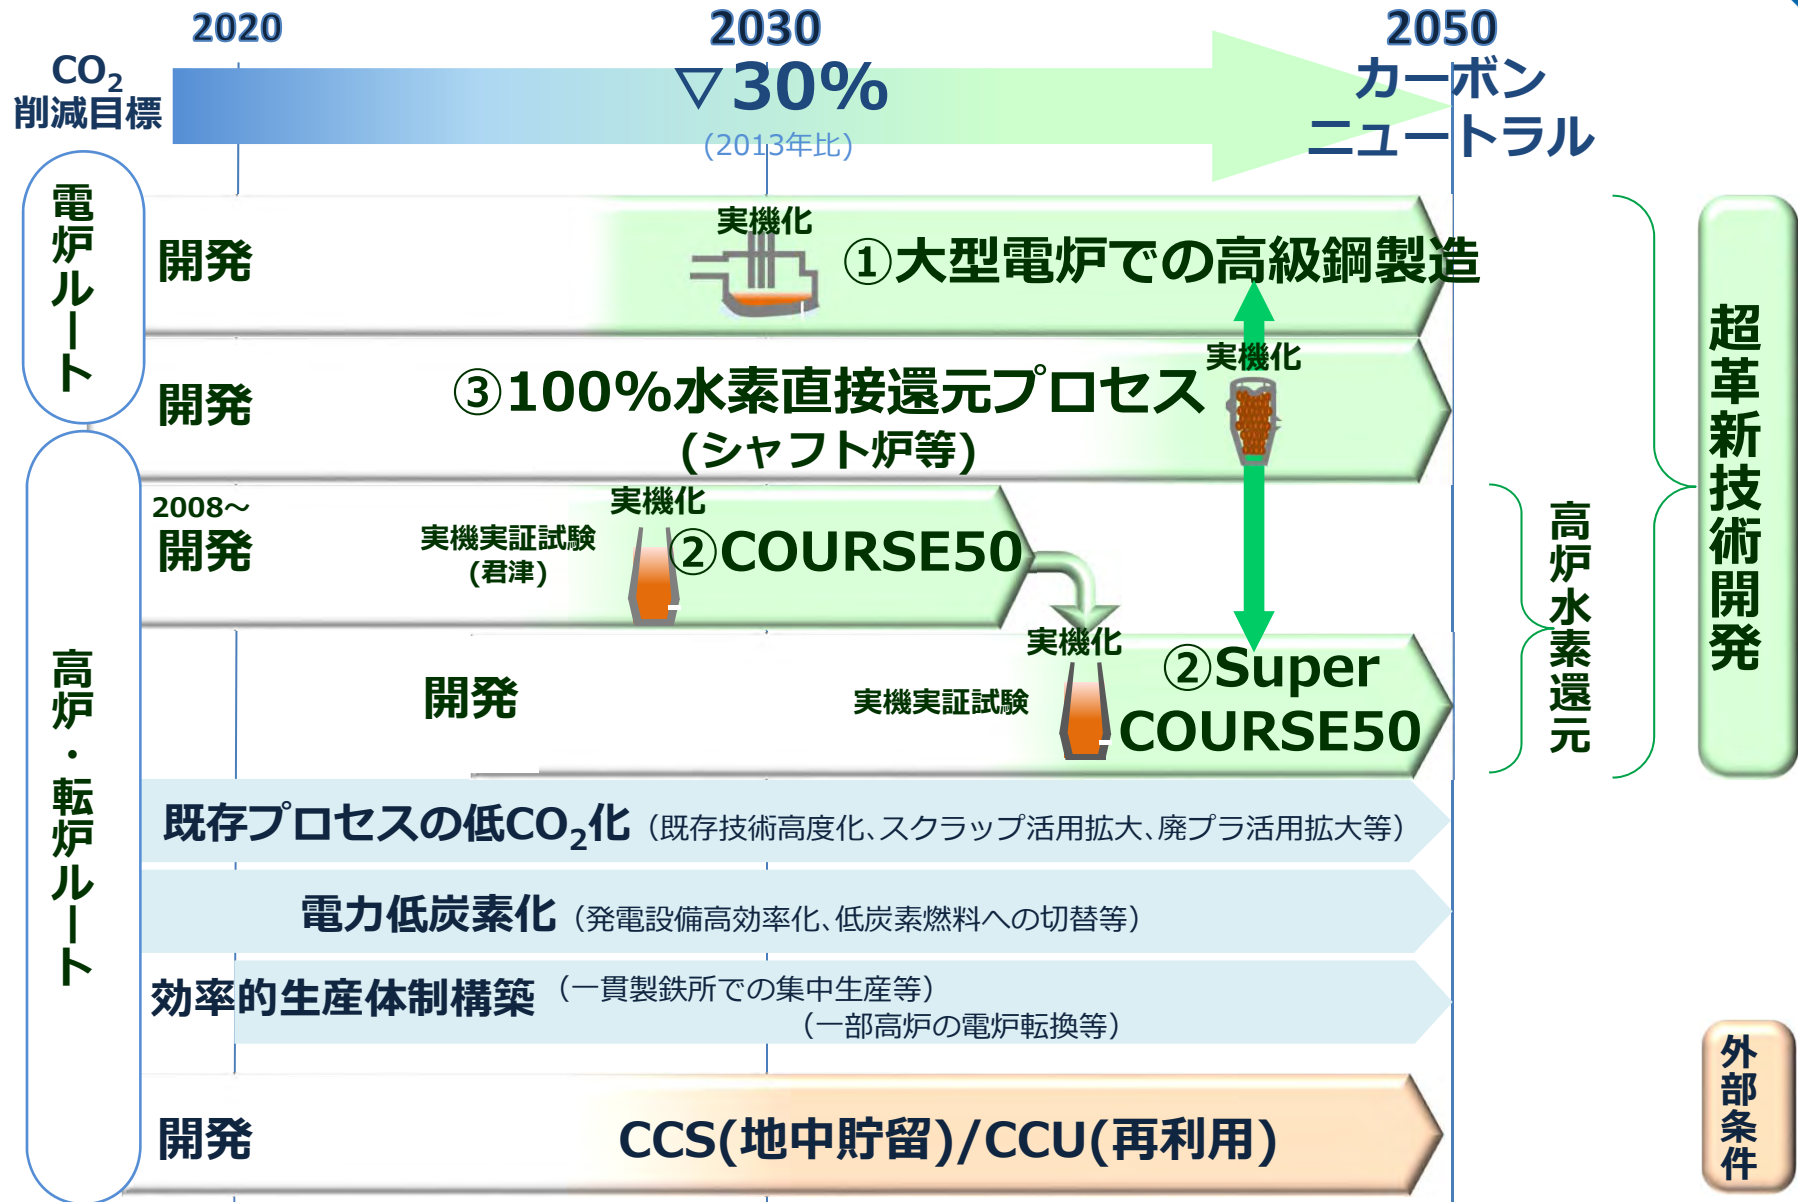 2020
2030
2050
CO2
削減目標
▽30%
(2013年比)
カーボン
ニュートラル
電炉ルート
開発
実機化
①大型電炉での高級鋼製造
開発
③100%水素直接還元プロセス
(シャフト炉等)
実機化
高炉・転炉ルート
2008~
開発
実機実証試験
(君津)
実機化
②COURSE50
開発
実機実証試験
実機化
②Super
COURSE50
高炉水素還元
超革新技術開発
既存プロセスの低CO2化（既存技術高度化、スクラップ活用拡大、廃プラ活用拡大等）
電力低炭素化（発電設備高効率化、低炭素燃料への切替等）
効率的生産体制構築（一貫製鉄所での集中生産等）
（一部高炉の電炉転換等）
開発
CCS(地中貯留)/CCU(再利用)
外部条件